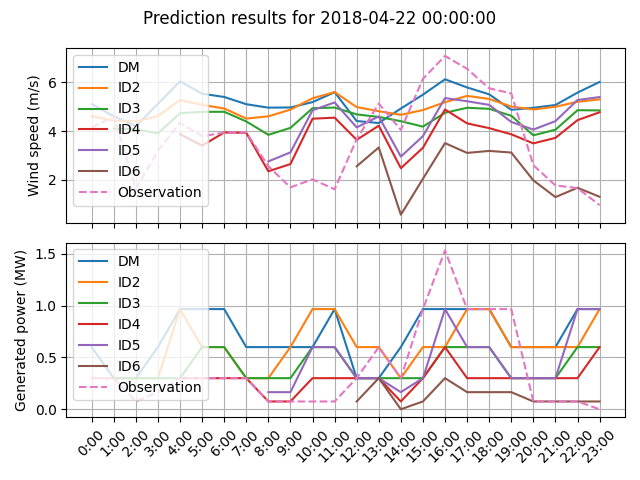 Prediction results for 2018-04-22 00:00:00
Wind speed (m/s)
6
4
2
DM
ID2
ID3
ID4
ID5
ID6
Observation
Generated power (MW)
1.5
1.0
0.5
0.0
DM
ID2
ID3
ID4
ID5
ID6
Observation
0:00 1:00 2:00 3:00 4:00 5:00 6:00 7:00 8:00 9:00 10:00 11:00 12:00 13:00 14:00 15:00 16:00 17:00 18:00 19:00 20:00 21:00 22:00 23:00